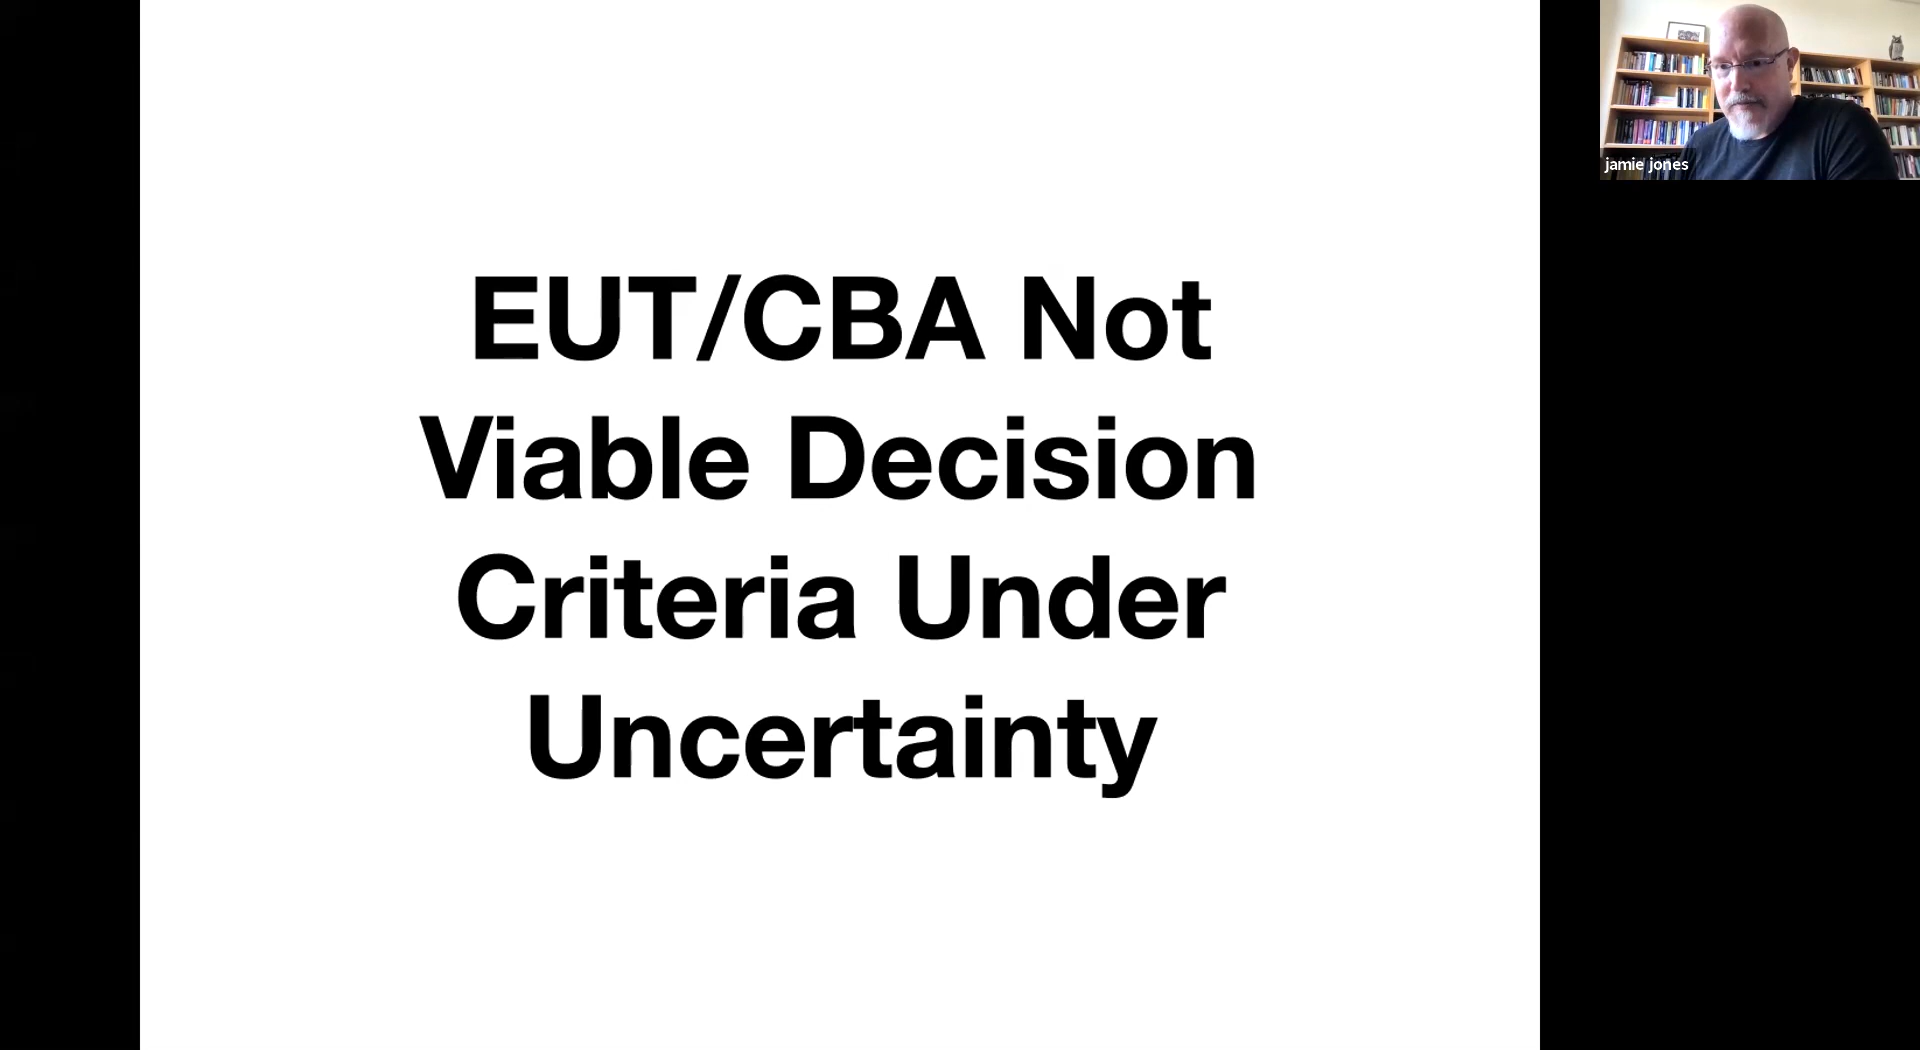 EUT/CBA Not
Viable Decision
Criteria Under
Uncertainty
jamie jones